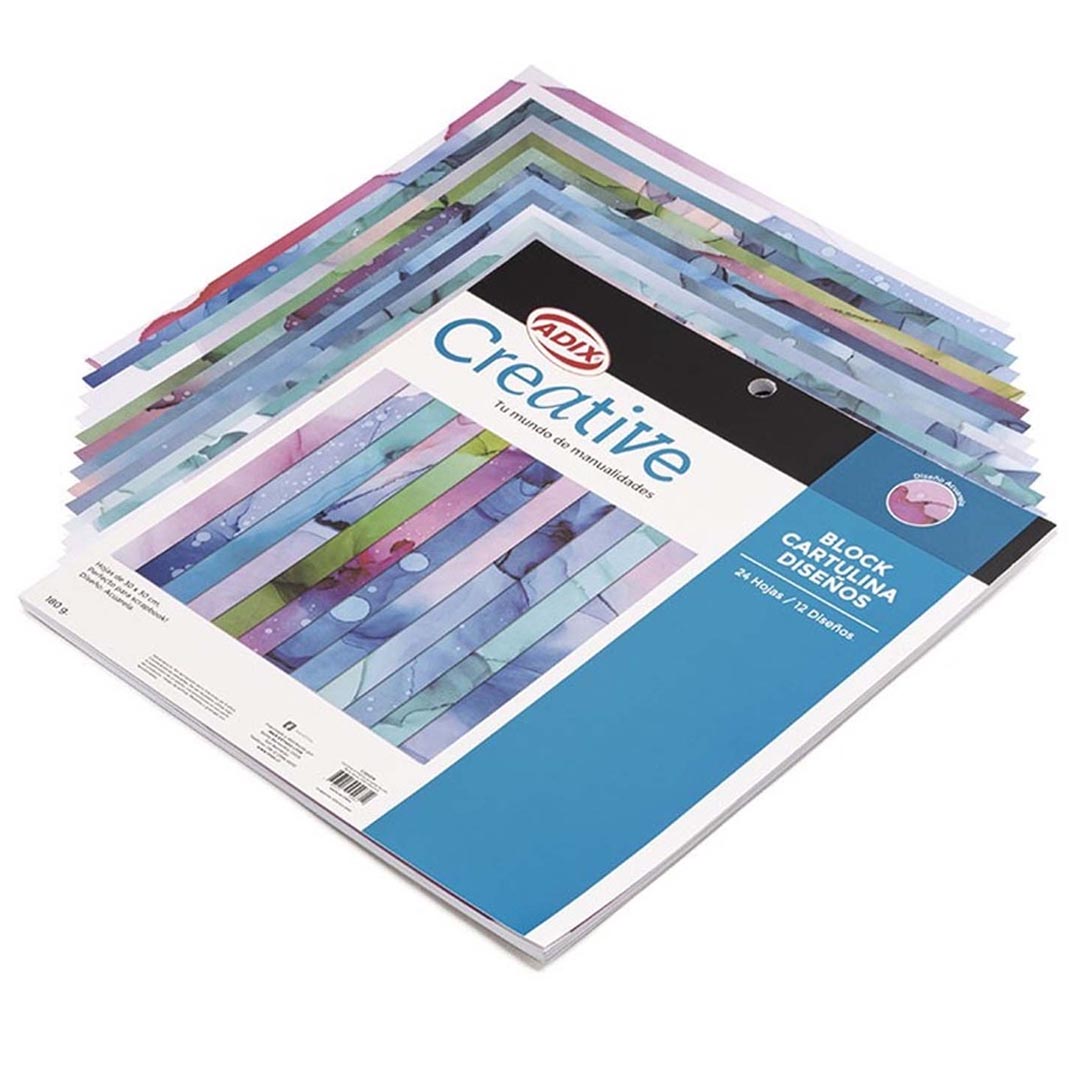 ADIX
Creative
Tu mundo de manualidades
Diseño Acuarela
BLOCK
CARTULINA
DISEÑOS
24 Hojas / 12 Diseños
Hojas de 30 x 30 cm.
Perfecto para scrapbook!
Diseño: Acuarela
180 g.